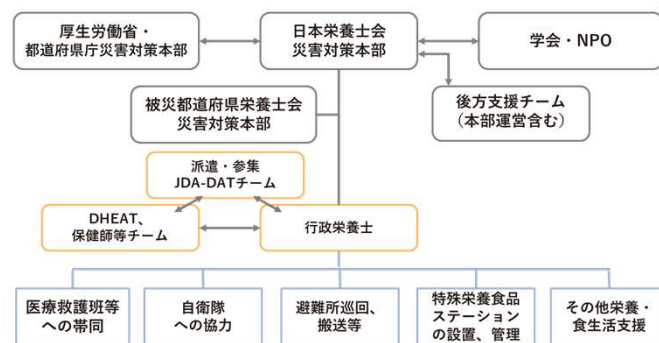 厚生労働省・
都道府県庁災害対策本部
日本栄養士会
災害対策本部
学会・NPO
被災都道府県栄養士会
災害対策本部
後方支援チーム
（本部運営含む）
派遣・参集
JDA-DATチーム
DHEAT、
保健師等チーム
行政栄養士
医療救護班等
への帯同
自衛隊
への協力
避難所巡回、
搬送等
特殊栄養食品
ステーション
の設置、管理
その他栄養・
食生活支援